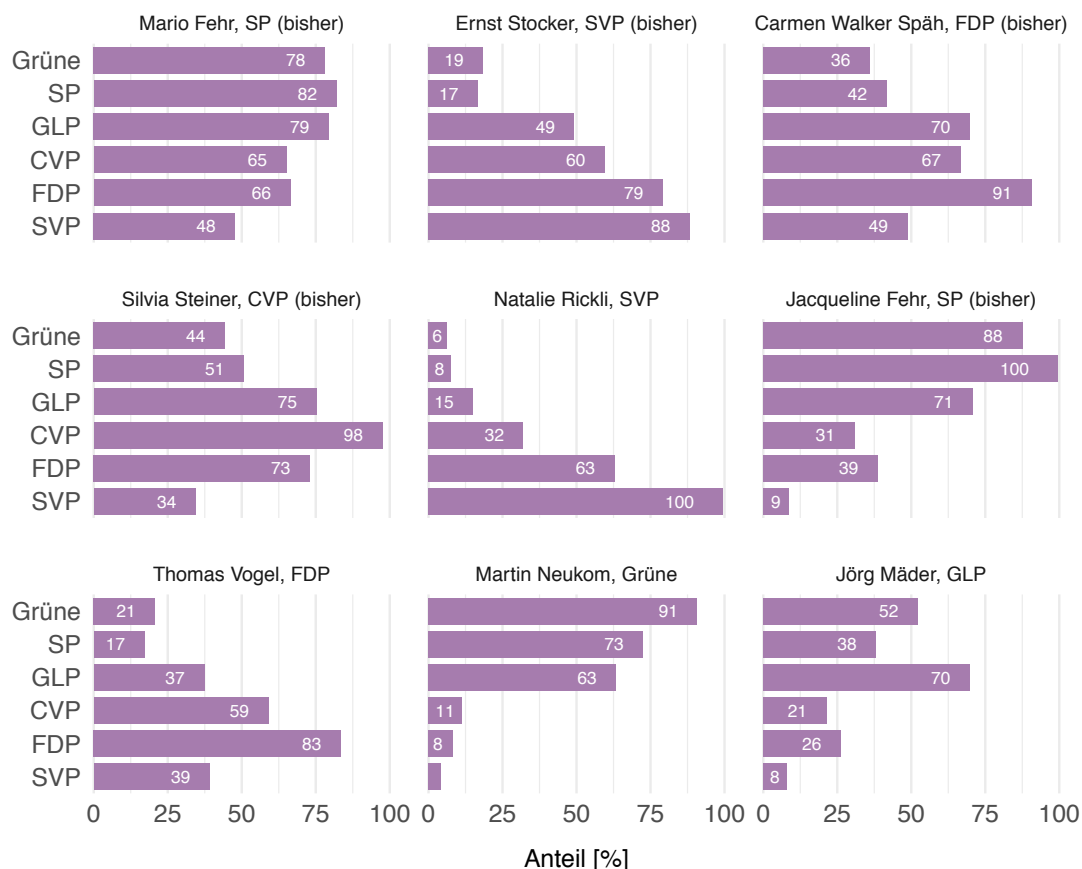 Mario Fehr, SP (bisher) Ernst Stocker, SVP (bisher) Carmen Walker Späh, FDP (bisher)
Grüne 78 19 36
SP 82 17 42
GLP 79 49 70
CVP 65 60 67
FDP 66 79 91
SVP 48 88 49
Silvia Steiner, CVP (bisher) Natalie Rickli, SVP Jacqueline Fehr, SP (bisher)
Grüne 44 6 88
SP 51 8 100
GLP 75 15 71
CVP 98 32 31
FDP 73 63 39
SVP 34 100 9
Thomas Vogel, FDP Martin Neukom, Grüne Jörg Mäder, GLP
Grüne 21 91 52
SP 17 73 38
GLP 37 63 70
CVP 59 11 21
FDP 83 8 26
SVP 39 8
0 25 50 75 100 0 25 50 75 100 0 25 50 75 100
Anteil [%]